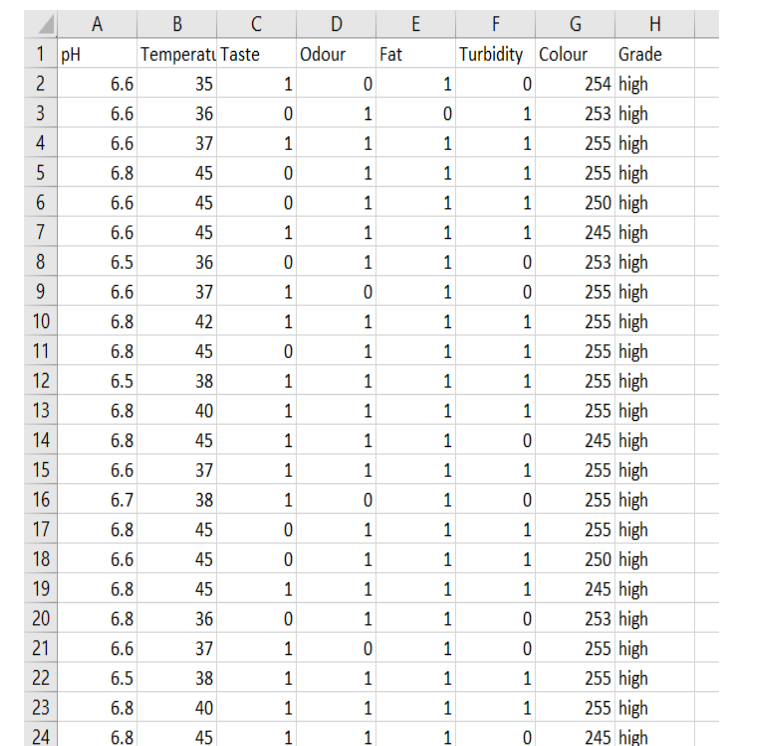 A B C D E F G H
1 pH Temperatu Taste Odour Fat Turbidity Colour Grade
2 6.6 35 1 0 1 0 254 high
3 6.6 36 0 1 0 1 253 high
4 6.6 37 1 1 1 1 255 high
5 6.8 45 0 1 1 1 255 high
6 6.6 45 0 1 1 1 250 high
7 6.6 45 1 1 1 1 245 high
8 6.5 36 0 1 1 0 253 high
9 6.6 37 1 0 1 0 255 high
10 6.8 42 1 1 1 1 255 high
11 6.8 45 0 1 1 1 255 high
12 6.5 38 1 1 1 1 255 high
13 6.8 40 1 1 1 1 255 high
14 6.8 45 1 1 1 0 245 high
15 6.6 37 1 1 1 1 255 high
16 6.7 38 1 0 1 0 255 high
17 6.8 45 0 1 1 1 255 high
18 6.6 45 0 1 1 1 250 high
19 6.8 45 1 1 1 1 245 high
20 6.8 36 0 1 1 0 253 high
21 6.6 37 1 0 1 0 255 high
22 6.5 38 1 1 1 1 255 high
23 6.8 40 1 1 1 1 255 high
24 6.8 45 1 1 1 0 245 high